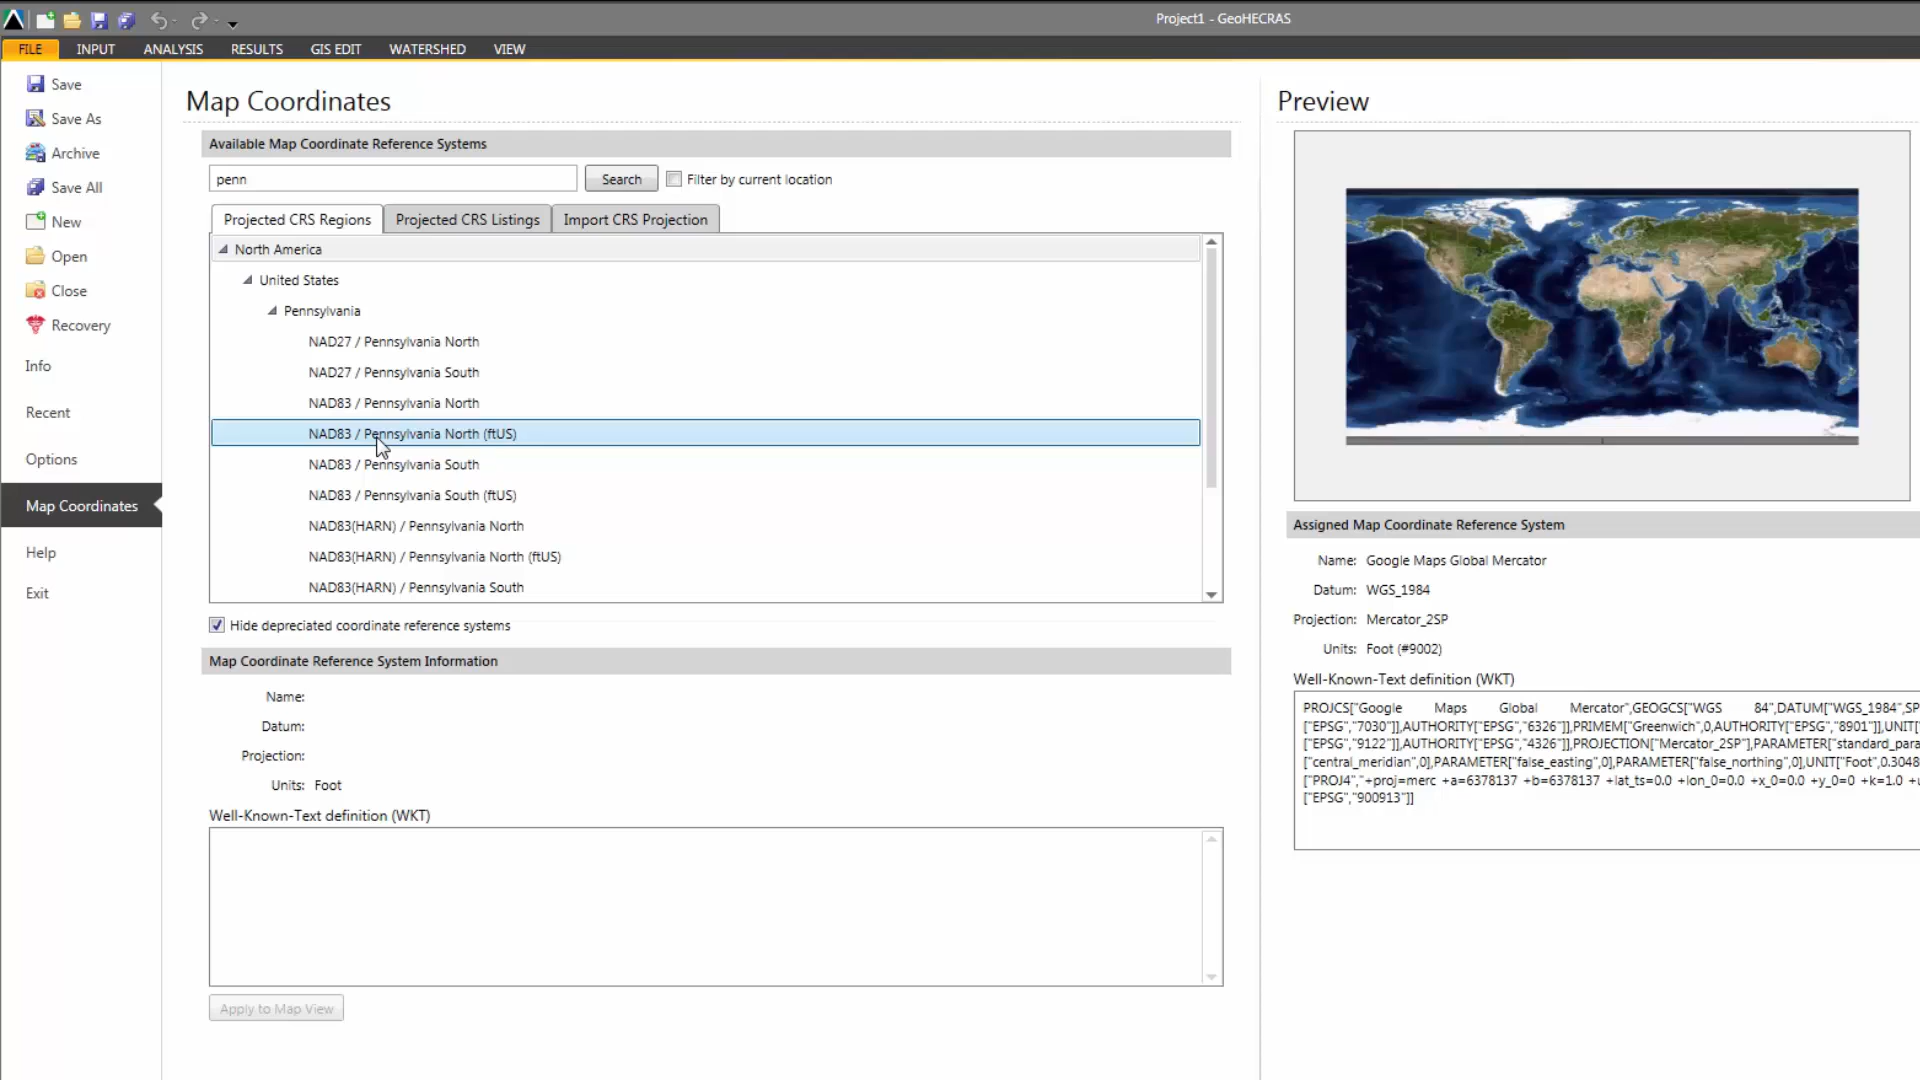 Project1 - GeoHECRAS
FILE INPUT ANALYSIS RESULTS GIS EDIT WATERSHED VIEW
Save
Save As
Archive
Save All
New
Open
Close
Recovery
Info
Recent
Options
Map Coordinates
Help
Exit
Map Coordinates
Available Map Coordinate Reference Systems
penn Search Filter by current location
Projected CRS Regions Projected CRS Listings Import CRS Projection
North America
United States
Pennsylvania
NAD27 / Pennsylvania North
NAD27 / Pennsylvania South
NAD83 / Pennsylvania North
NAD83 / Pennsylvania North (ftUS)
NAD83 / Pennsylvania South
NAD83 / Pennsylvania South (ftUS)
NAD83(HARN) / Pennsylvania North
NAD83(HARN) / Pennsylvania North (ftUS)
NAD83(HARN) / Pennsylvania South
Hide depreciated coordinate reference systems
Map Coordinate Reference System Information
Name:
Datum:
Projection:
Units: Foot
Well-Known-Text definition (WKT)
Apply to Map View
Preview
Assigned Map Coordinate Reference System
Name: Google Maps Global Mercator
Datum: WGS_1984
Projection: Mercator_2SP
Units: Foot (#9002)
Well-Known-Text definition (WKT)
PROJCS["Google Maps Global Mercator",GEOGCS["WGS 84",DATUM["WGS_1984",SP
["EPSG","7030"]],AUTHORITY["EPSG","6326"]],PRIMEM["Greenwich",0,AUTHORITY["EPSG","8901"]],UNIT["
["EPSG","9122"]],AUTHORITY["EPSG","4326"]],PROJECTION["Mercator_2SP"],PARAMETER["standard_para
["central_meridian",0],PARAMETER["false_easting",0],PARAMETER["false_northing",0],UNIT["Foot",0.3048
["PROJ4","+proj=merc +a=6378137 +b=6378137 +lat_ts=0.0 +lon_0=0.0 +x_0=0.0 +y_0=0 +k=1.0 +u
["EPSG","900913"]]